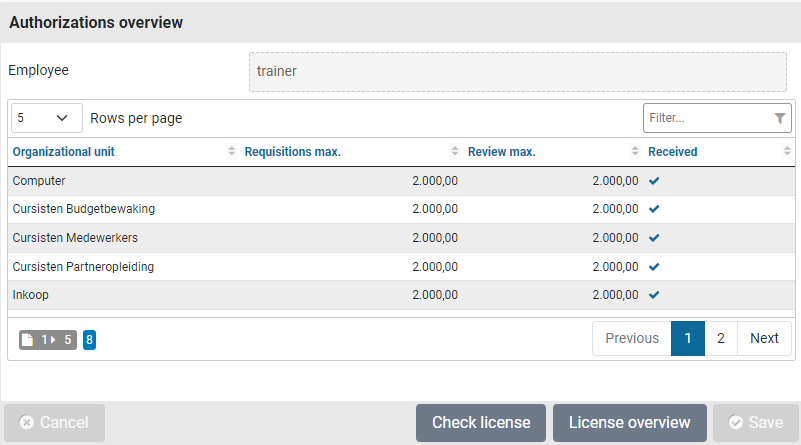 Authorizations overview
Employee trainer
5 Rows per page Filter...
Organizational unit Requisitions max. Review max. Received
Computer 2.000,00 2.000,00
Cursisten Budgetbewaking 2.000,00 2.000,00
Cursisten Medewerkers 2.000,00 2.000,00
Cursisten Partneropleiding 2.000,00 2.000,00
Inkoop 2.000,00 2.000,00
1 5 8 Previous 1 2 Next
Cancel Check license License overview Save